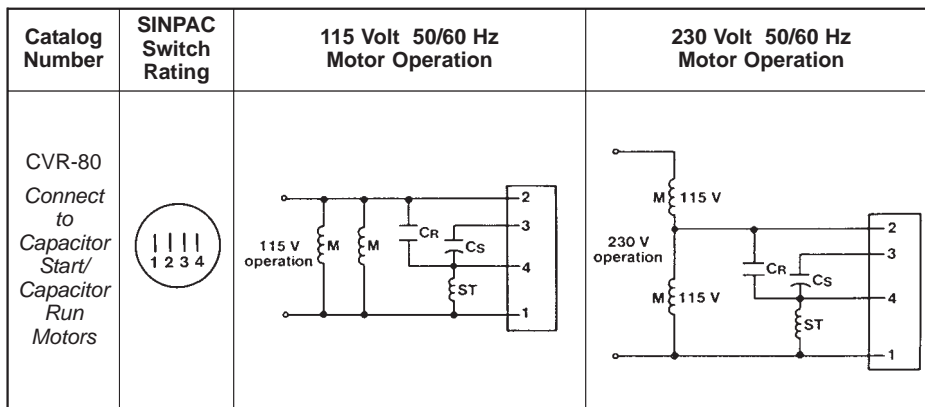 Catalog
Number
SINPAC
Switch
Rating
115 Volt 50/60 Hz
Motor Operation
230 Volt 50/60 Hz
Motor Operation
CVR-80
Connect
to
Capacitor
Start/
Capacitor
Run
Motors
1 2 3 4
115 V
operation
M
M
CR
CS
ST
2
3
4
1
230 V
operation
M 115 V
M 115 V
CR
CS
ST
2
3
4
1